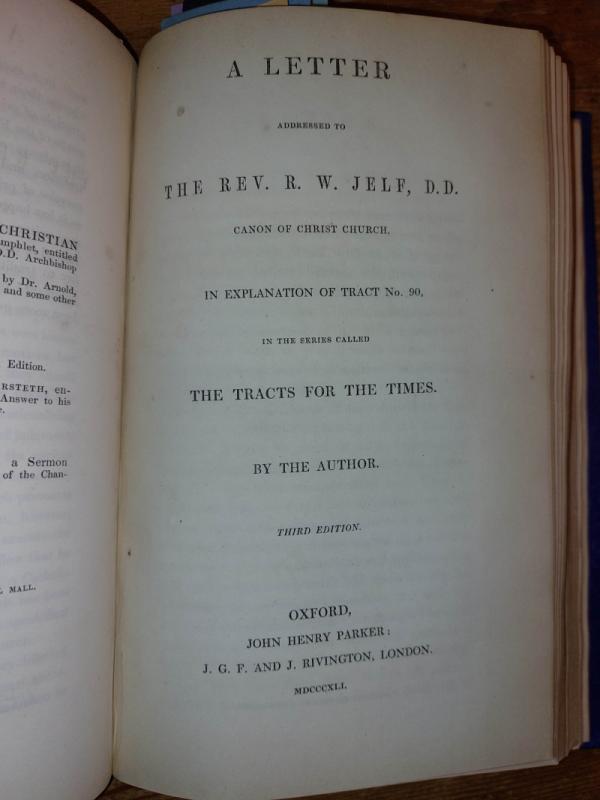 CHRISTIAN
mphlet, entitled
D.D. Archbishop
by Dr. Arnold,
and some other
Edition.
RSTETH, en-
Answer to his
a Sermon
of the Chan-
MALL.
A LETTER
ADDRESSED TO
THE REV. R. W. JELF, D.D.
CANON OF CHRIST CHURCH,
IN EXPLANATION OF TRACT No. 90,
IN THE SERIES CALLED
THE TRACTS FOR THE TIMES.
BY THE AUTHOR.
THIRD EDITION.
OXFORD,
JOHN HENRY PARKER:
J. G. F. AND J. RIVINGTON, LONDON.
MDCCCXLI.